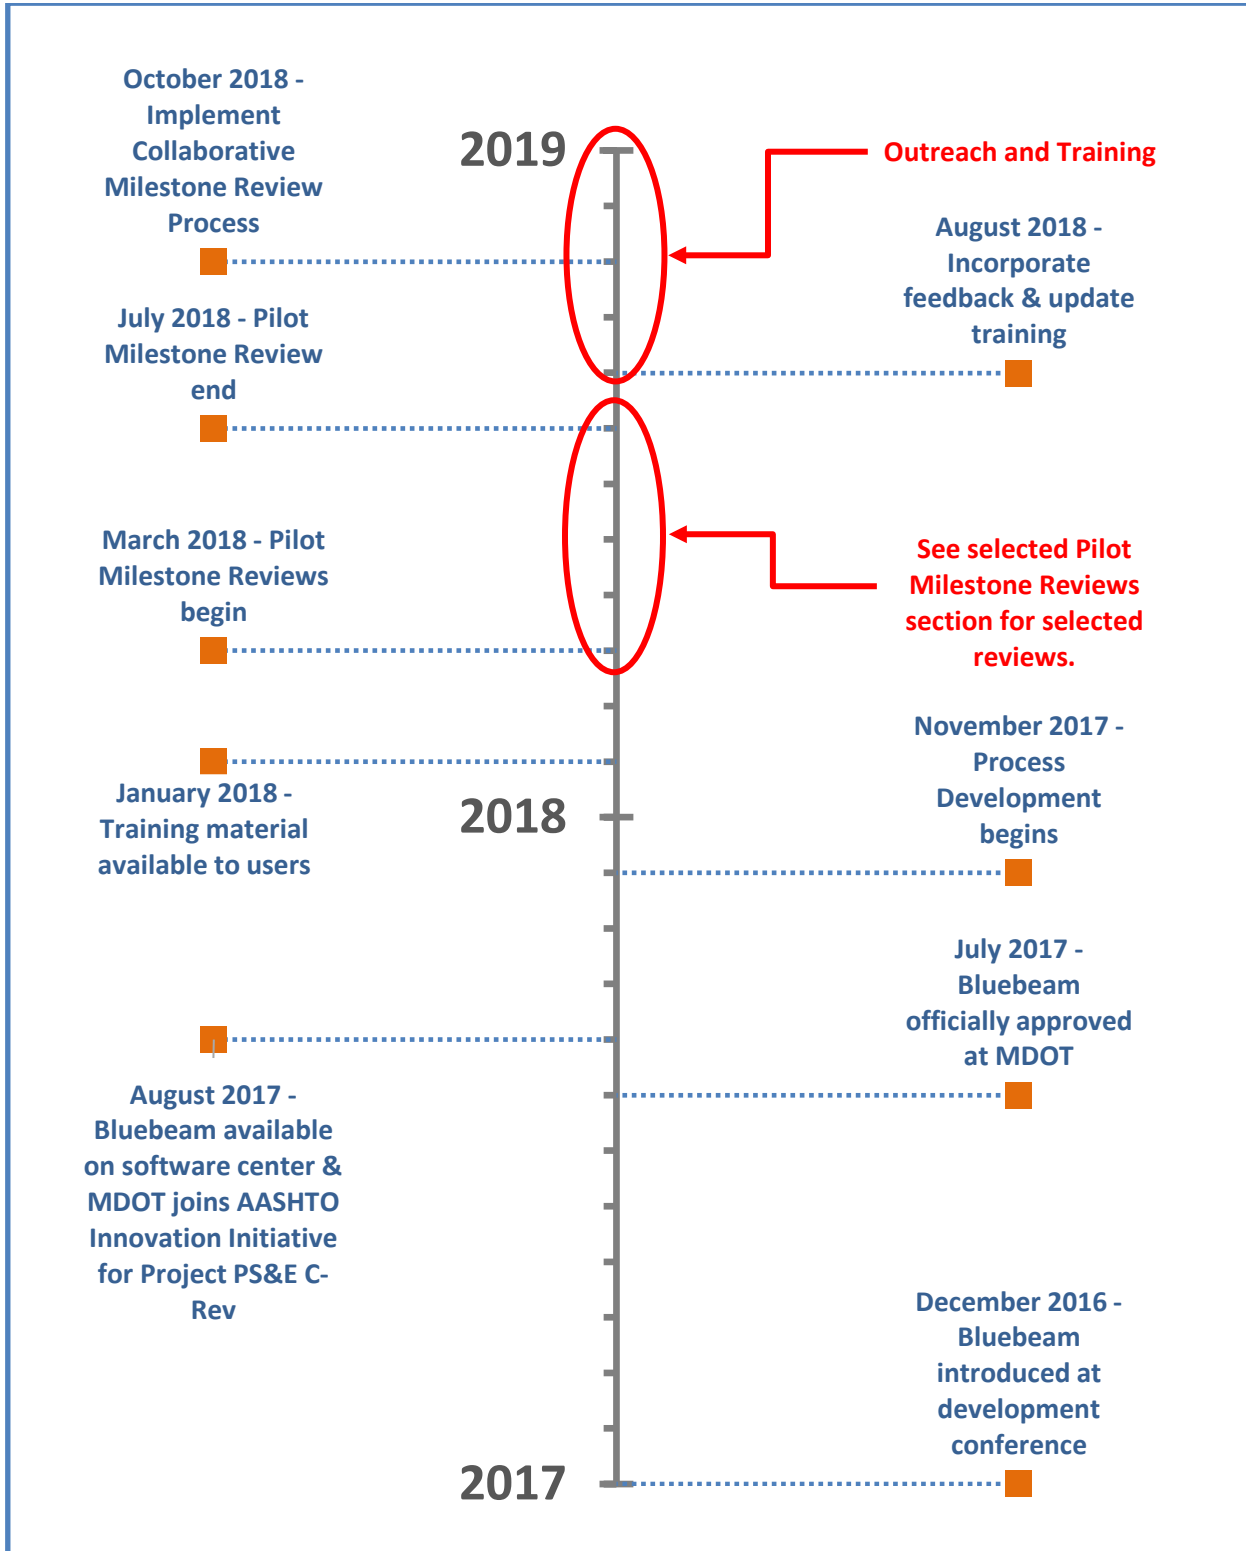 October 2018 -
Implement
Collaborative
Milestone Review
Process
2019
Outreach and Training
August 2018 -
Incorporate
feedback & update
training
July 2018 - Pilot
Milestone Review
end
March 2018 - Pilot
Milestone Reviews
begin
See selected Pilot
Milestone Reviews
section for selected
reviews.
November 2017 -
Process
Development
begins
January 2018 -
Training material
available to users
2018
July 2017 -
Bluebeam
officially approved
at MDOT
August 2017 -
Bluebeam available
on software center &
MDOT joins AASHTO
Innovation Initiative
for Project PS&E C-
Rev
December 2016 -
Bluebeam
introduced at
development
conference
2017